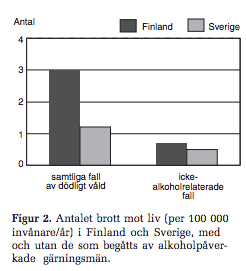 Antal
Finland
Sverige
4
3
2
1
0
samtliga fall
av dödligt våld
icke-
alkoholrelaterade
fall
Figur 2. Antalet brott mot liv (per 100 000
invånare/år) i Finland och Sverige, med
och utan de som begåtts av alkoholpåver-
kade gärningsmän.